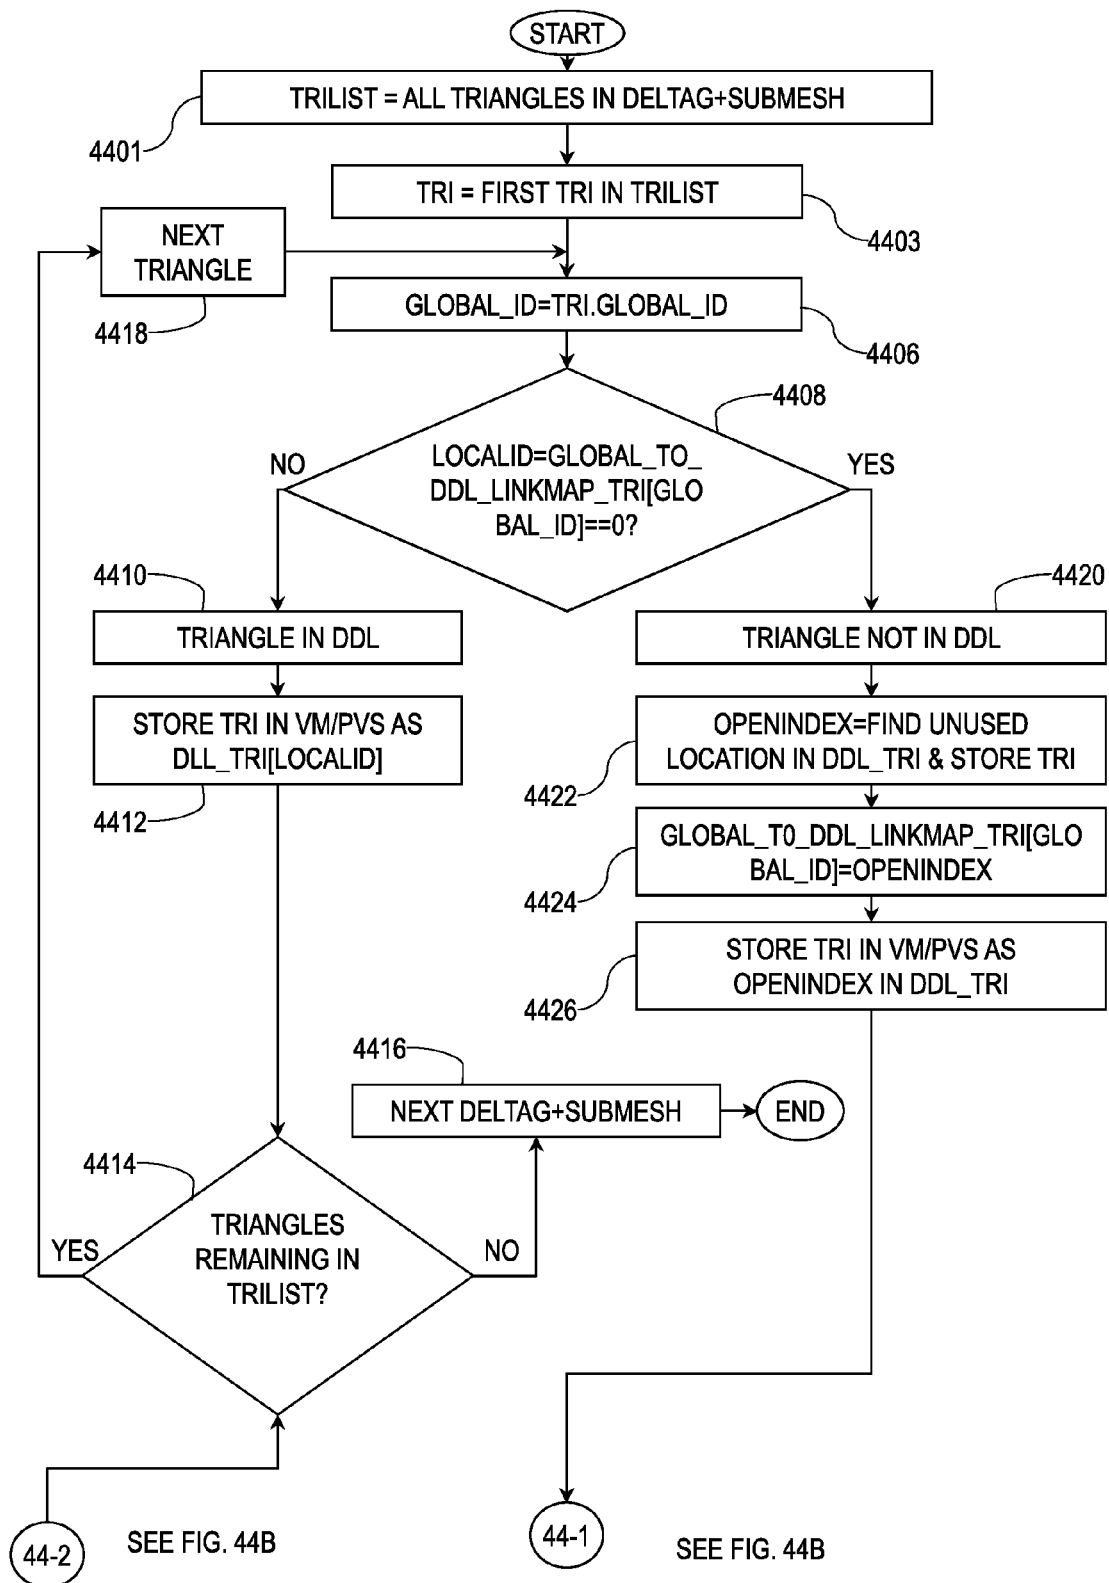 START
TRILIST = ALL TRIANGLES IN DELTAG+SUBMESH
4401
TRI = FIRST TRI IN TRILIST
4403
NEXT
TRIANGLE
4418
GLOBAL_ID=TRI.GLOBAL_ID
4406
4408
NO
LOCALID=GLOBAL_TO_
DDL_LINKMAP_TRI[GLO
BAL_ID]==0?
YES
4410
TRIANGLE IN DDL
4420
TRIANGLE NOT IN DDL
STORE TRI IN VM/PVS AS
DLL_TRI[LOCALID]
4412
OPENINDEX=FIND UNUSED
LOCATION IN DDL_TRI & STORE TRI
4422
GLOBAL_T0_DDL_LINKMAP_TRI[GLO
BAL_ID]=OPENINDEX
4424
STORE TRI IN VM/PVS AS
OPENINDEX IN DDL_TRI
4426
4416
NEXT DELTAG+SUBMESH
END
4414
YES
TRIANGLES
REMAINING IN
TRILIST?
NO
44-2
SEE FIG. 44B
44-1
SEE FIG. 44B